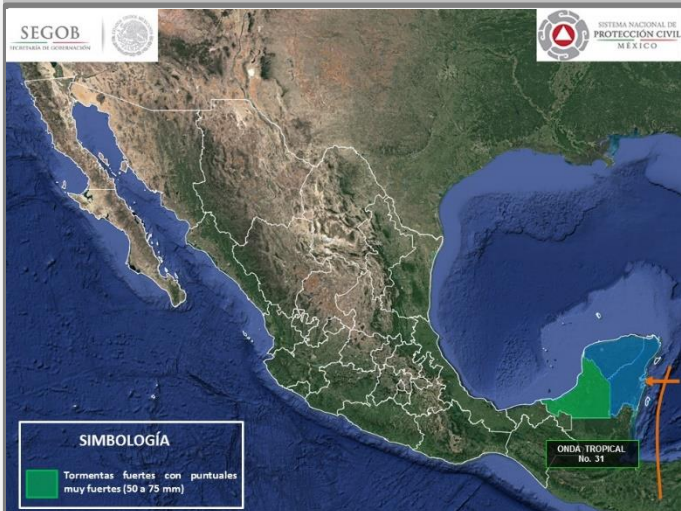 SEGOB
SECRETARÍA DE GOBERNACIÓN
SISTEMA NACIONAL DE
PROTECCIÓN CIVIL
MÉXICO
ONDA TROPICAL
No. 31
SIMBOLOGÍA
Tormentas fuertes con puntuales
muy fuertes (50 a 75 mm)